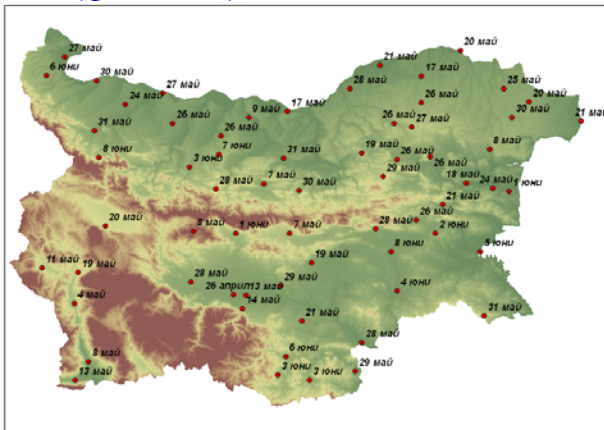 20 май
27 май
21 май
6 юни
17 май
30 май
28 май
25 май
27 май
24 май
26 май
20 май
9 май
17 май
30 май
21 май
26 май
26 май
27 май
31 май
26 май
8 май
7 юни
19 май
8 юни
31 май
26 май
26 май
3 юни
29 май
18 май
28 май
7 май
30 май
24 май
1 юни
21 май
20 май
8 май
1 юни
7 май
28 май
26 май
2 юни
8 юни
5 юни
11 май
19 май
19 май
28 май
29 май
26 април
13 май
4 юни
4 май
14 май
21 май
31 май
28 май
6 юни
8 май
29 май
13 май
3 юни
3 юни